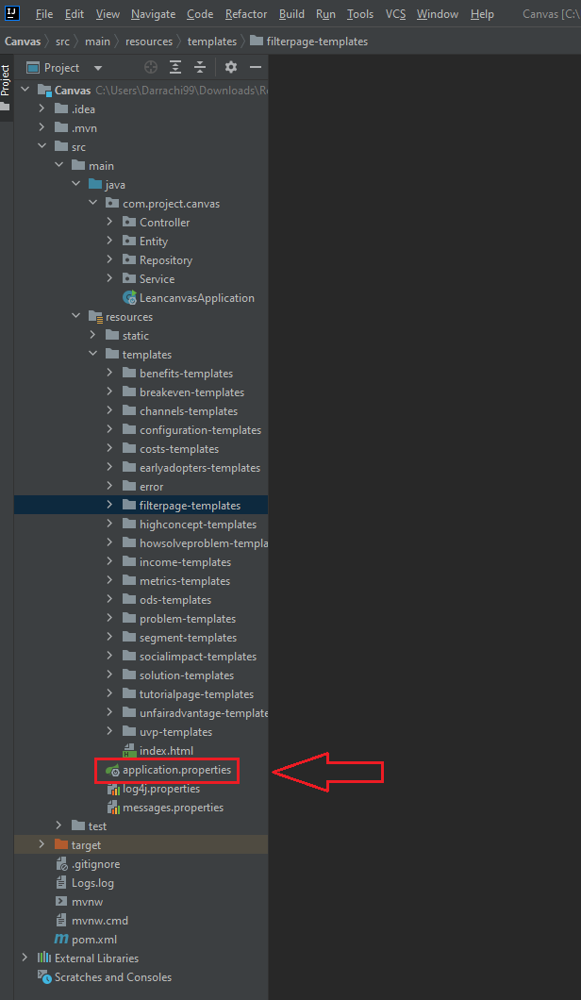 File Edit View Navigate Code Refactor Build Run Tools VCS Window Help Canvas [C:\
Canvas src main resources templates filterpage-templates
Project
Project
Canvas C:\Users\Darrachi99\Downloads\Re
.idea
.mvn
src
main
java
com.project.canvas
Controller
Entity
Repository
Service
LeancanvasApplication
resources
static
templates
benefits-templates
breakeven-templates
channels-templates
configuration-templates
costs-templates
earlyadopters-templates
error
filterpage-templates
highconcept-templates
howsolveproblem-templa
income-templates
metrics-templates
ods-templates
problem-templates
segment-templates
socialimpact-templates
solution-templates
tutorialpage-templates
unfairadvantage-template
uvp-templates
index.html
application.properties
log4j.properties
messages.properties
test
target
.gitignore
Logs.log
mvnw
mvnw.cmd
pom.xml
External Libraries
Scratches and Consoles